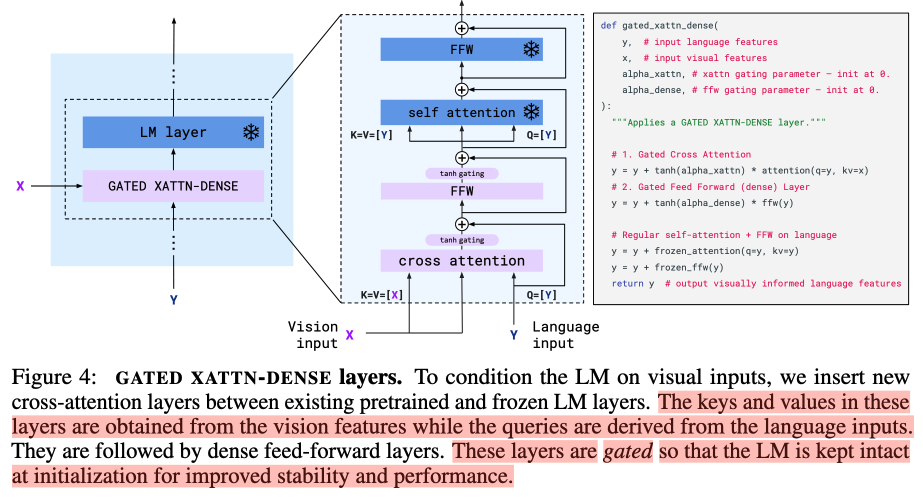 LM layer
X
GATED XATTN-DENSE
Y
FFW
self attention
K=V=[Y]
Q=[Y]
tanh gating
FFW
tanh gating
cross attention
K=V=[X]
Q=[Y]
Vision
input
X
Y
Language
input
def gated_xattn_dense(
y, # input language features
x, # input visual features
alpha_xattn, # xattn gating parameter – init at 0.
alpha_dense, # ffw gating parameter – init at 0.
):
"""Applies a GATED XATTN-DENSE layer."""
# 1. Gated Cross Attention
y = y + tanh(alpha_xattn) * attention(q=y, kv=x)
# 2. Gated Feed Forward (dense) Layer
y = y + tanh(alpha_dense) * ffw(y)
# Regular self-attention + FFW on language
y = y + frozen_attention(q=y, kv=y)
y = y + frozen_ffw(y)
return y # output visually informed language features
Figure 4: GATED XATTN-DENSE layers. To condition the LM on visual inputs, we insert new
cross-attention layers between existing pretrained and frozen LM layers. The keys and values in these
layers are obtained from the vision features while the queries are derived from the language inputs.
They are followed by dense feed-forward layers. These layers are gated so that the LM is kept intact
at initialization for improved stability and performance.